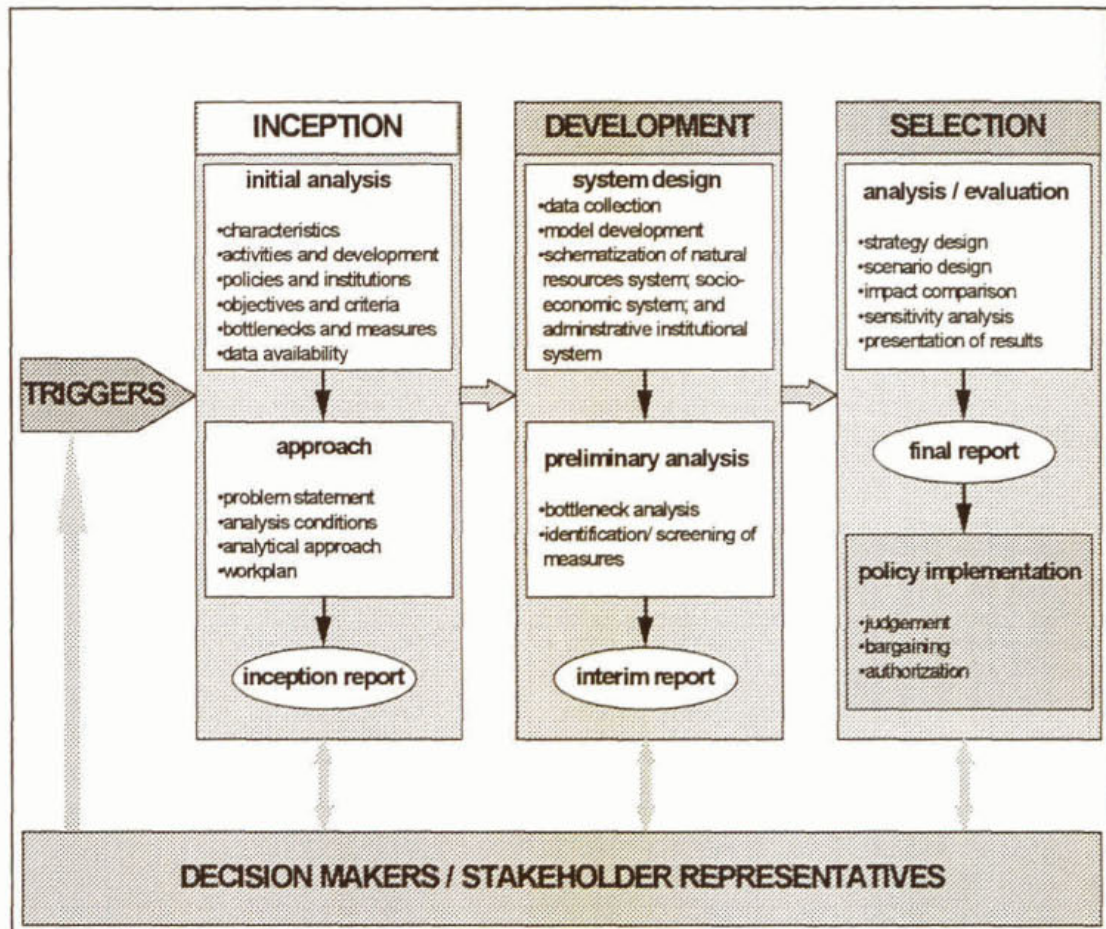 TRIGGERS
INCEPTION
initial analysis
•characteristics
•activities and development
•policies and institutions
•objectives and criteria
•bottlenecks and measures
•data availability
approach
•problem statement
•analysis conditions
•analytical approach
•workplan
inception report
DEVELOPMENT
system design
•data collection
•model development
•schematization of natural
resources system; socio-
economic system; and
adminstrative institutional
system
preliminary analysis
•bottleneck analysis
•identification/ screening of
measures
interim report
SELECTION
analysis / evaluation
•strategy design
•scenario design
•impact comparison
•sensitivity analysis
•presentation of results
final report
policy implementation
•judgement
•bargaining
•authorization
DECISION MAKERS / STAKEHOLDER REPRESENTATIVES